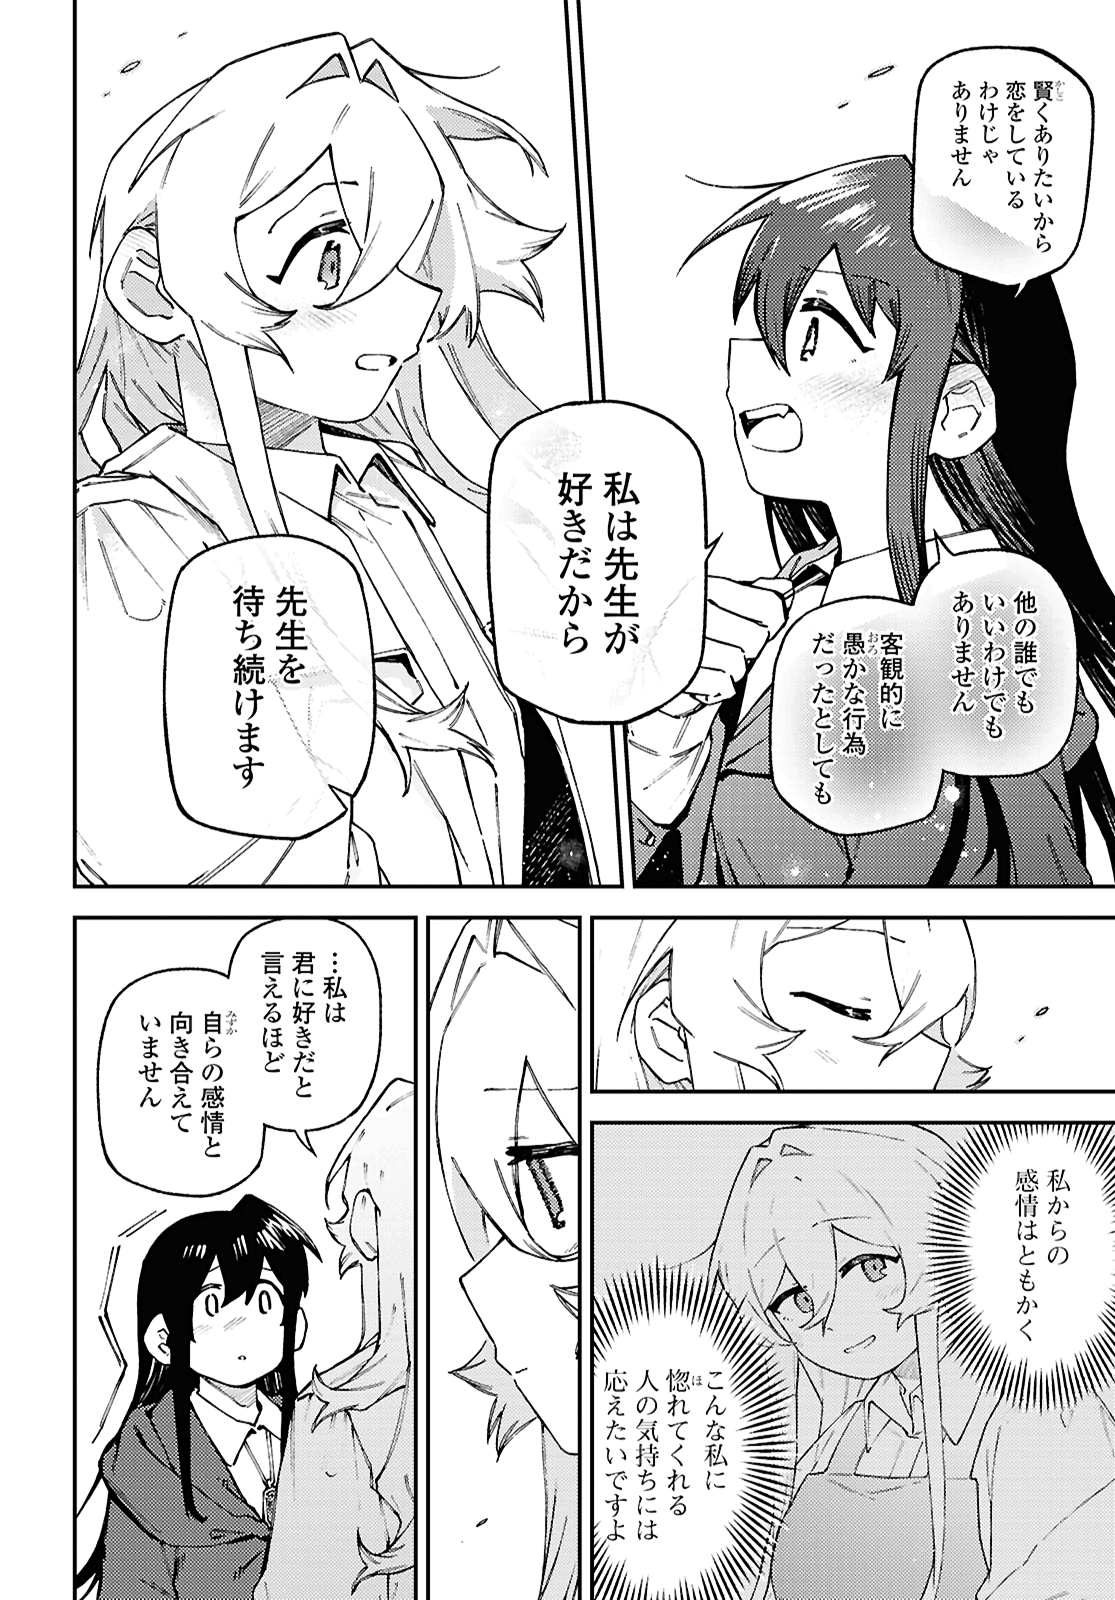 賢くありたいから
恋をしている
わけじゃ
ありません
他の誰でも
いいわけでも
ありません
客観的に
愚かな行為
だったとしても
私は先生が
好きだから
先生を
待ち続けます
私からの
感情はともかく
こんな私に
惚れてくれる
人の気持ちには
応えたいですよ
…私は
君に好きだと
言えるほど
自らの感情と
向き合えて
いません